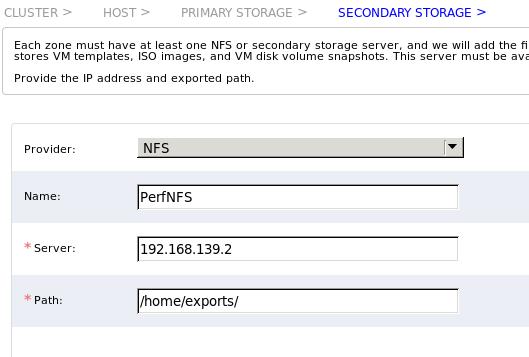 CLUSTER > HOST > PRIMARY STORAGE > SECONDARY STORAGE >
Each zone must have at least one NFS or secondary storage server, and we will add the
stores VM templates, ISO images, and VM disk volume snapshots. This server must be
Provide the IP address and exported path.
Provider: NFS
Name: PerfNFS
* Server: 192.168.139.2
* Path: /home/exports/